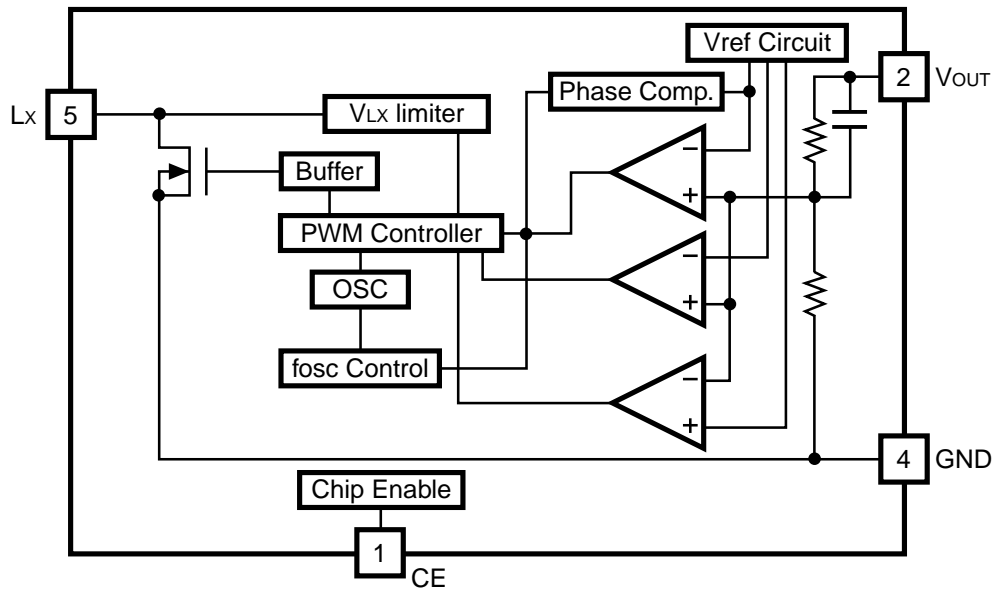 Vref Circuit
2
VOUT
Phase Comp.
LX
5
VLX limiter
−
Buffer
+
PWM Controller
−
OSC
+
fosc Control
−
+
4
GND
Chip Enable
1
CE